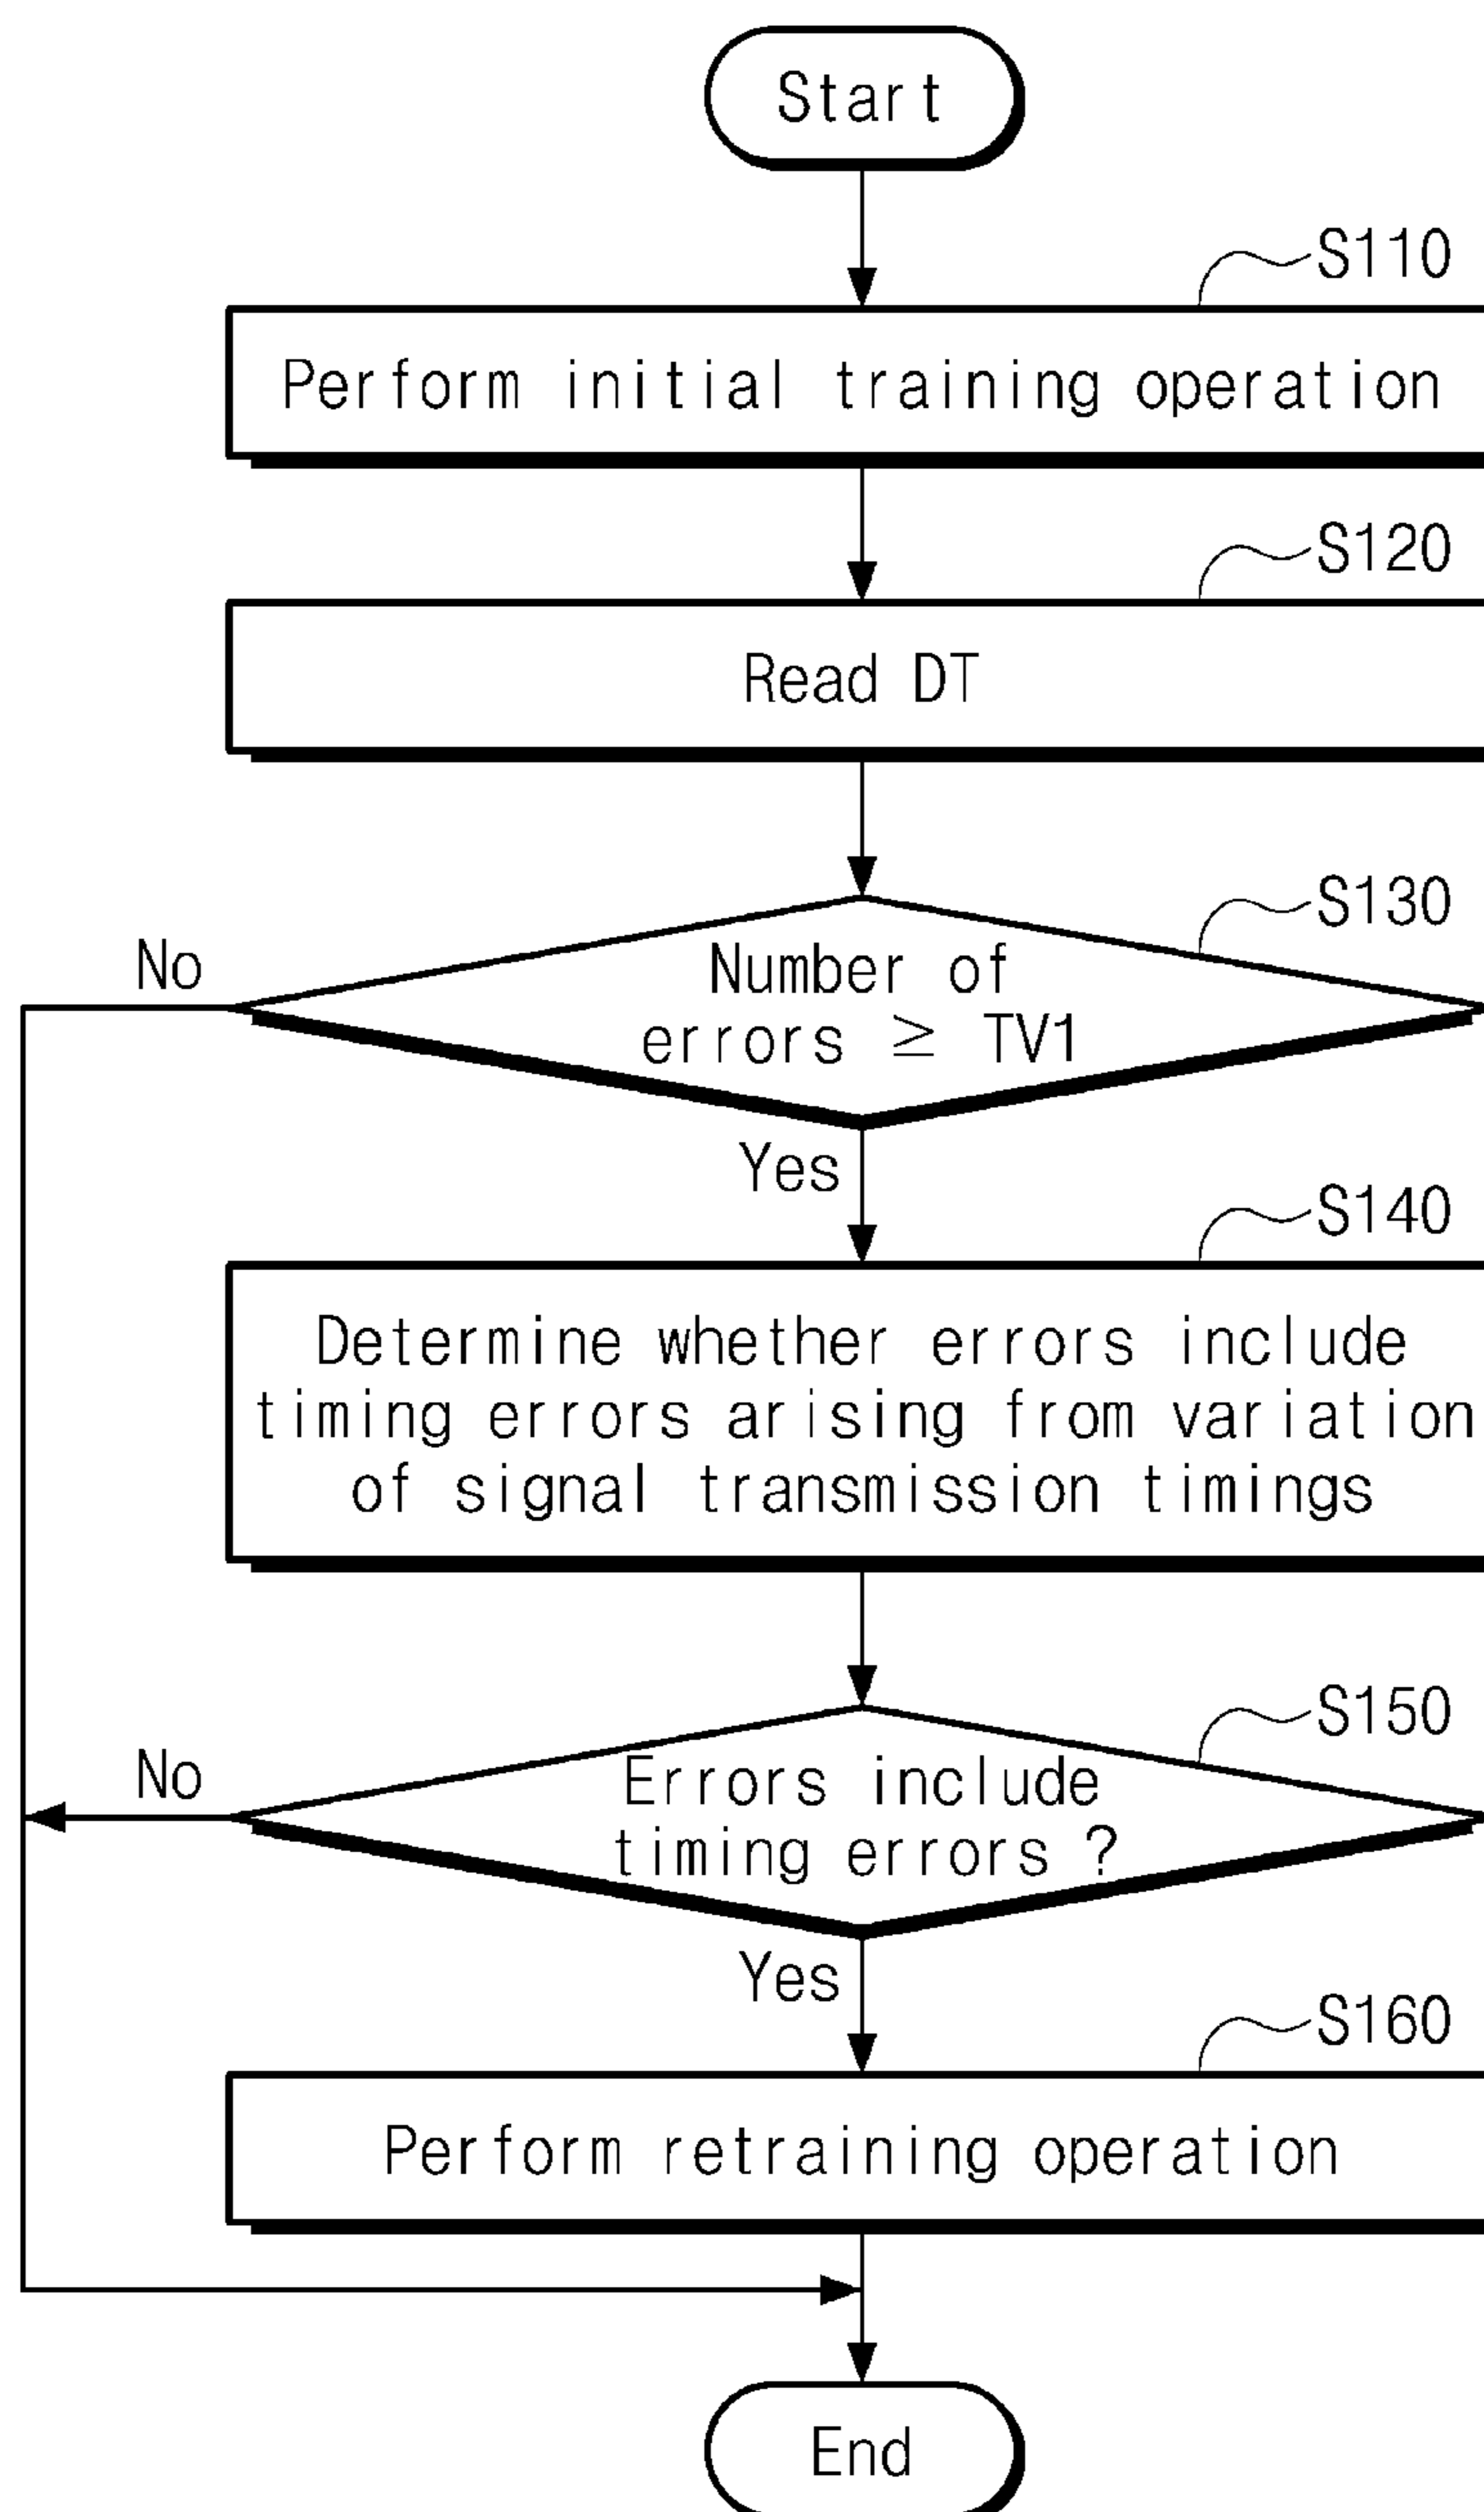 Start
S110
Perform initial training operation
S120
Read DT
S130
No
Number of
errors ≥ TV1
Yes
S140
Determine whether errors include
timing errors arising from variation
of signal transmission timings
S150
No
Errors include
timing errors ?
Yes
S160
Perform retraining operation
End